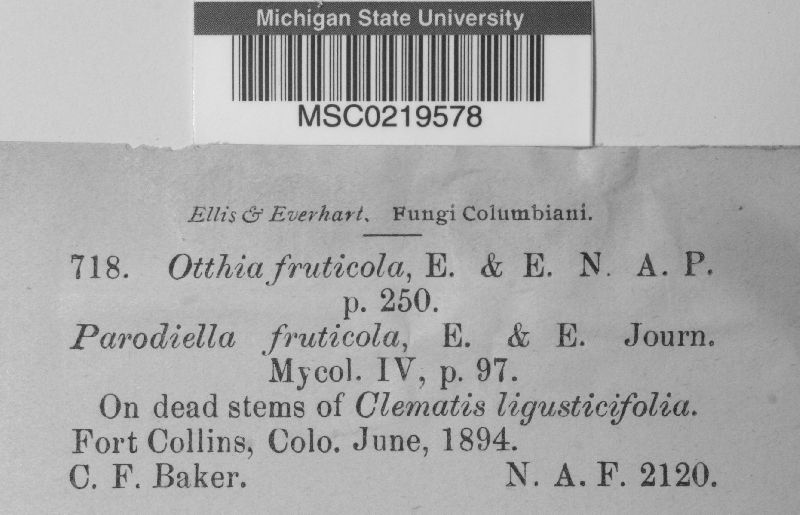 Michigan State University
MSC0219578
Ellis & Everhart. Fungi Columbiani.
718. Otthia fruticola, E. & E. N. A. P.
p. 250.
Parodiella fruticola, E. & E. Journ.
Mycol. IV, p. 97.
On dead stems of Clematis ligusticifolia.
Fort Collins, Colo. June, 1894.
C. F. Baker. N. A. F. 2120.